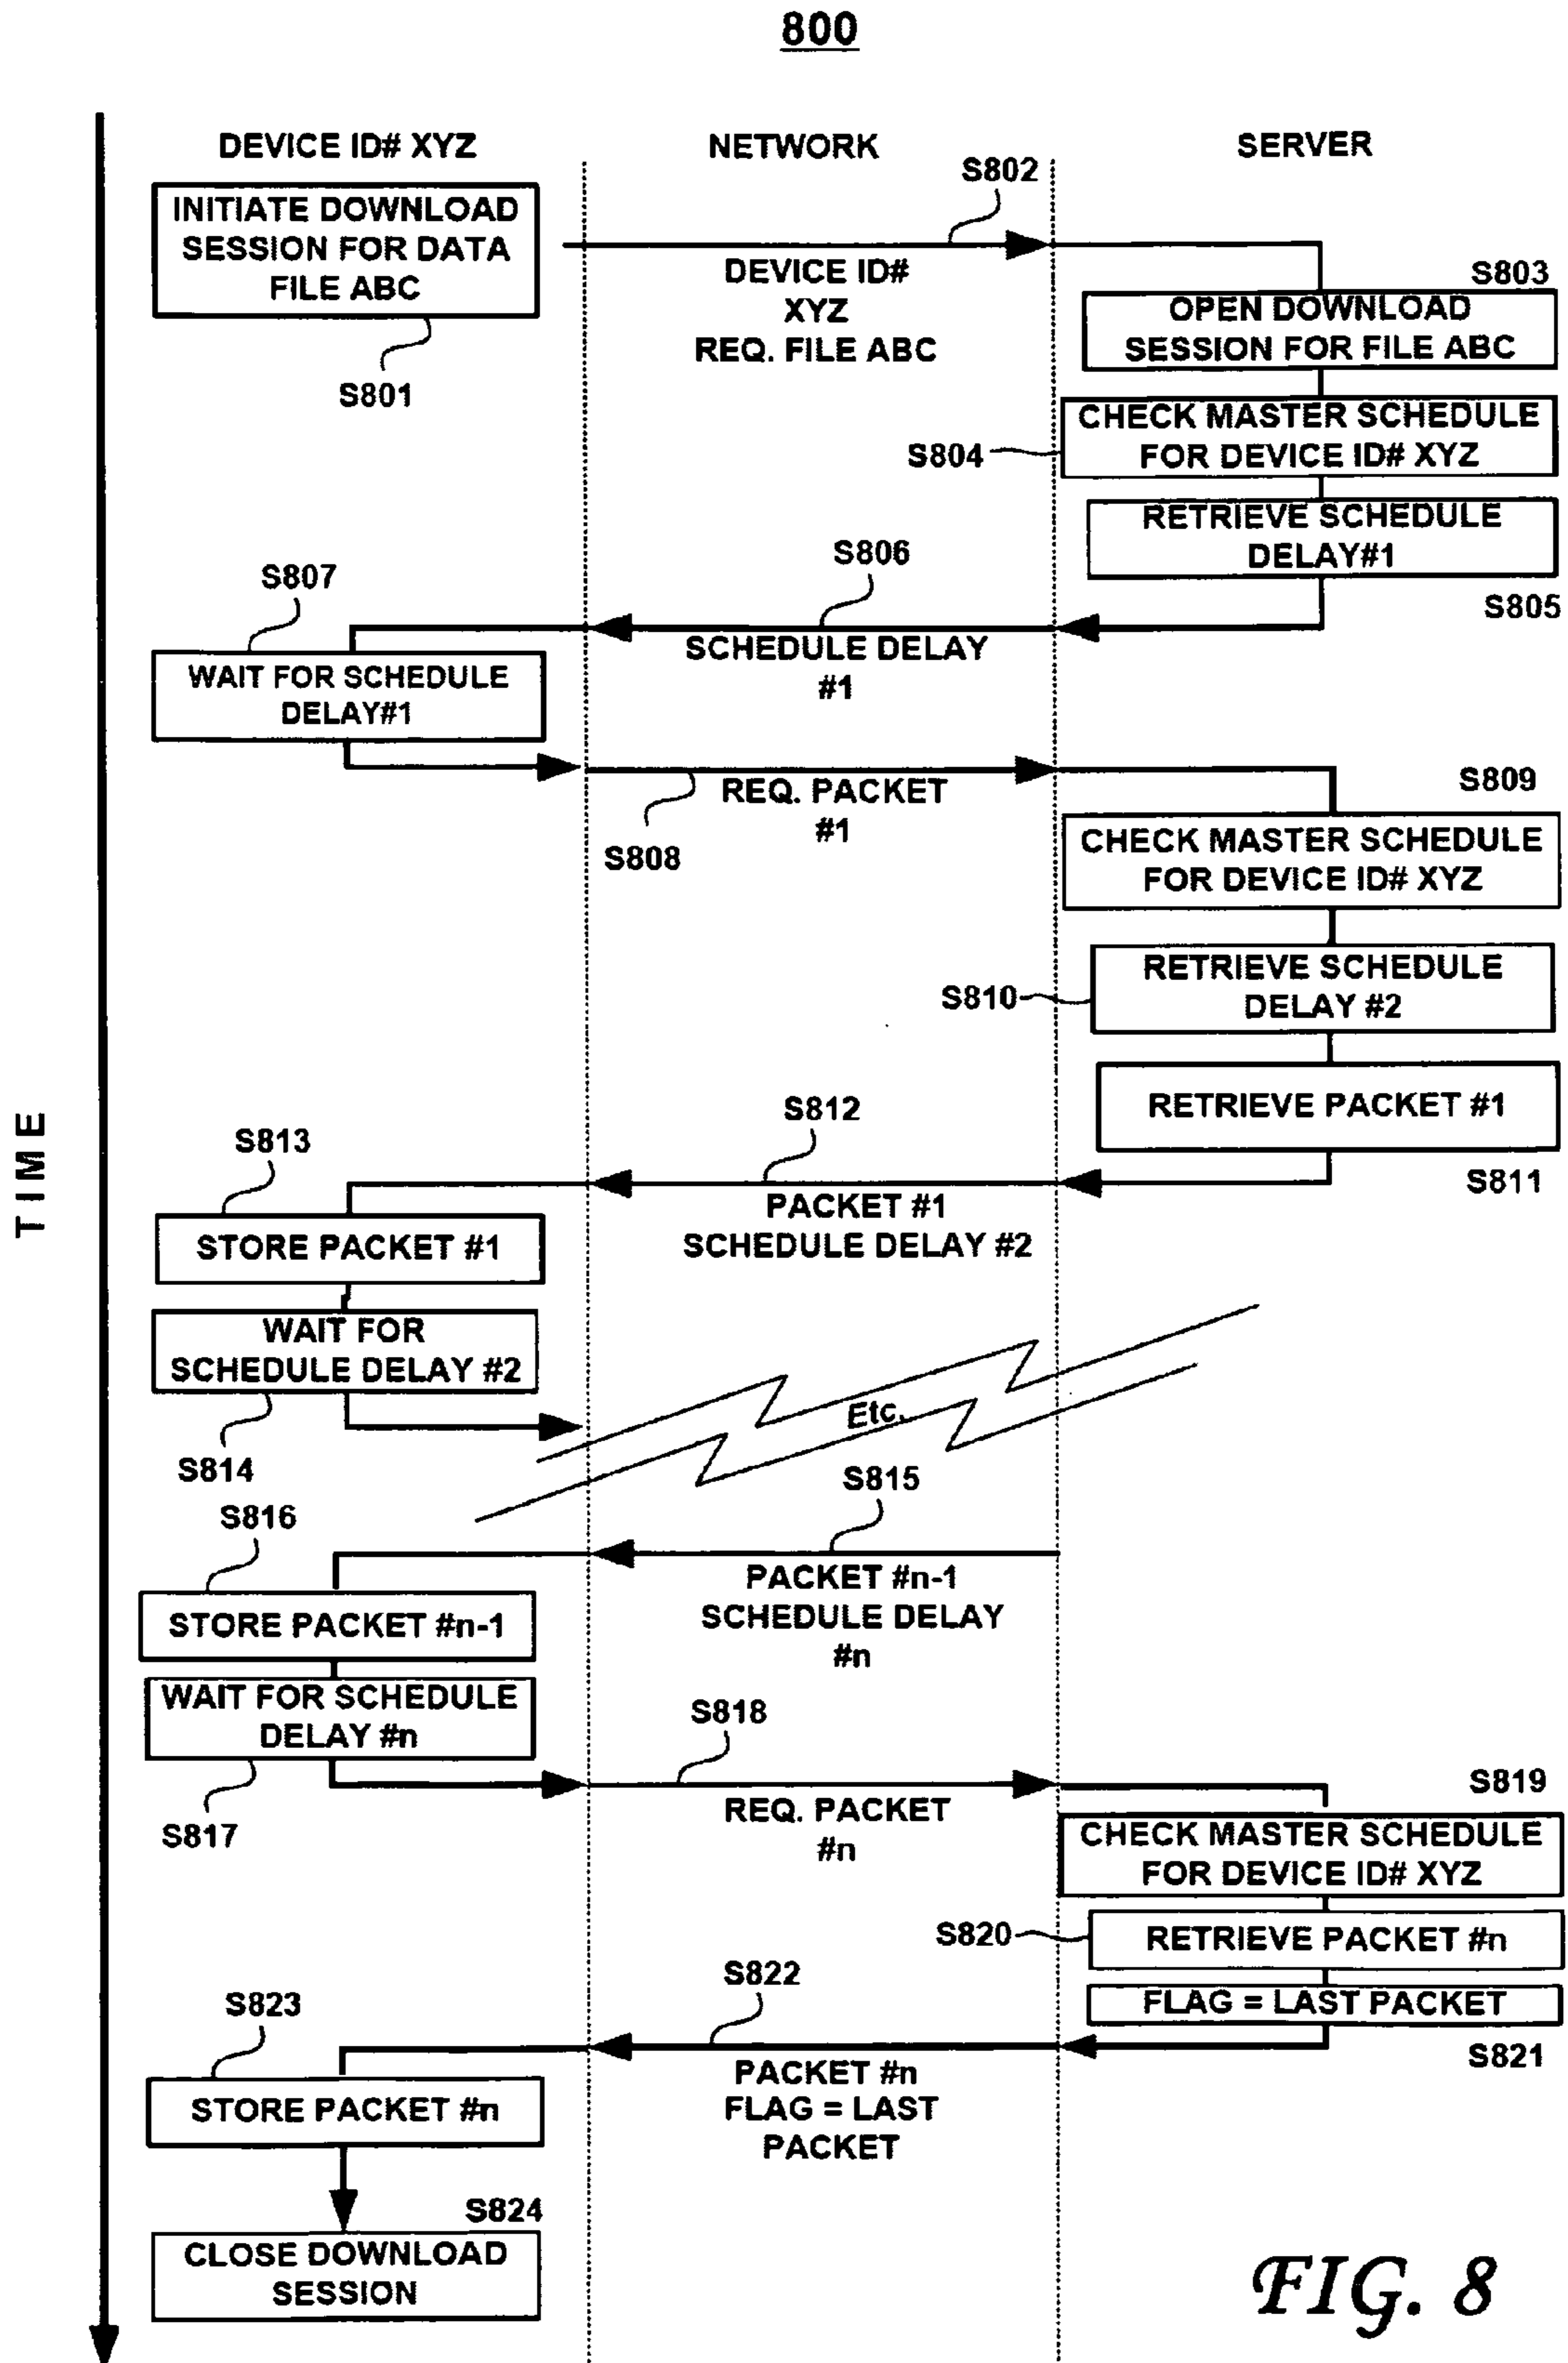 800
DEVICE ID# XYZ
NETWORK
SERVER
S802
INITIATE DOWNLOAD
SESSION FOR DATA
FILE ABC
S801
DEVICE ID#
XYZ
REQ. FILE ABC
S803
OPEN DOWNLOAD
SESSION FOR FILE ABC
S804
CHECK MASTER SCHEDULE
FOR DEVICE ID# XYZ
RETRIEVE SCHEDULE
DELAY#1
S805
S806
SCHEDULE DELAY
#1
S807
WAIT FOR SCHEDULE
DELAY#1
REQ. PACKET
#1
S808
S809
CHECK MASTER SCHEDULE
FOR DEVICE ID# XYZ
S810
RETRIEVE SCHEDULE
DELAY #2
RETRIEVE PACKET #1
S811
S812
PACKET #1
SCHEDULE DELAY #2
TIME
S813
STORE PACKET #1
WAIT FOR
SCHEDULE DELAY #2
S814
Etc.
S815
PACKET #n-1
SCHEDULE DELAY
#n
S816
STORE PACKET #n-1
WAIT FOR SCHEDULE
DELAY #n
S817
S818
REQ. PACKET
#n
S819
CHECK MASTER SCHEDULE
FOR DEVICE ID# XYZ
S820
RETRIEVE PACKET #n
FLAG = LAST PACKET
S821
S822
PACKET #n
FLAG = LAST
PACKET
S823
STORE PACKET #n
S824
CLOSE DOWNLOAD
SESSION
FIG. 8